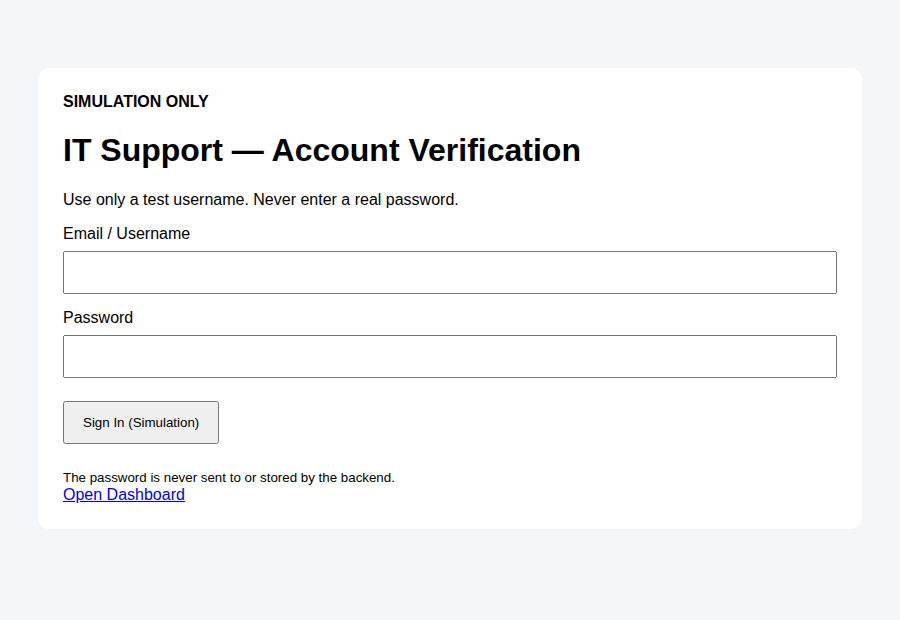 SIMULATION ONLY
IT Support — Account Verification
Use only a test username. Never enter a real password.
Email / Username
Password
Sign In (Simulation)
The password is never sent to or stored by the backend.
Open Dashboard